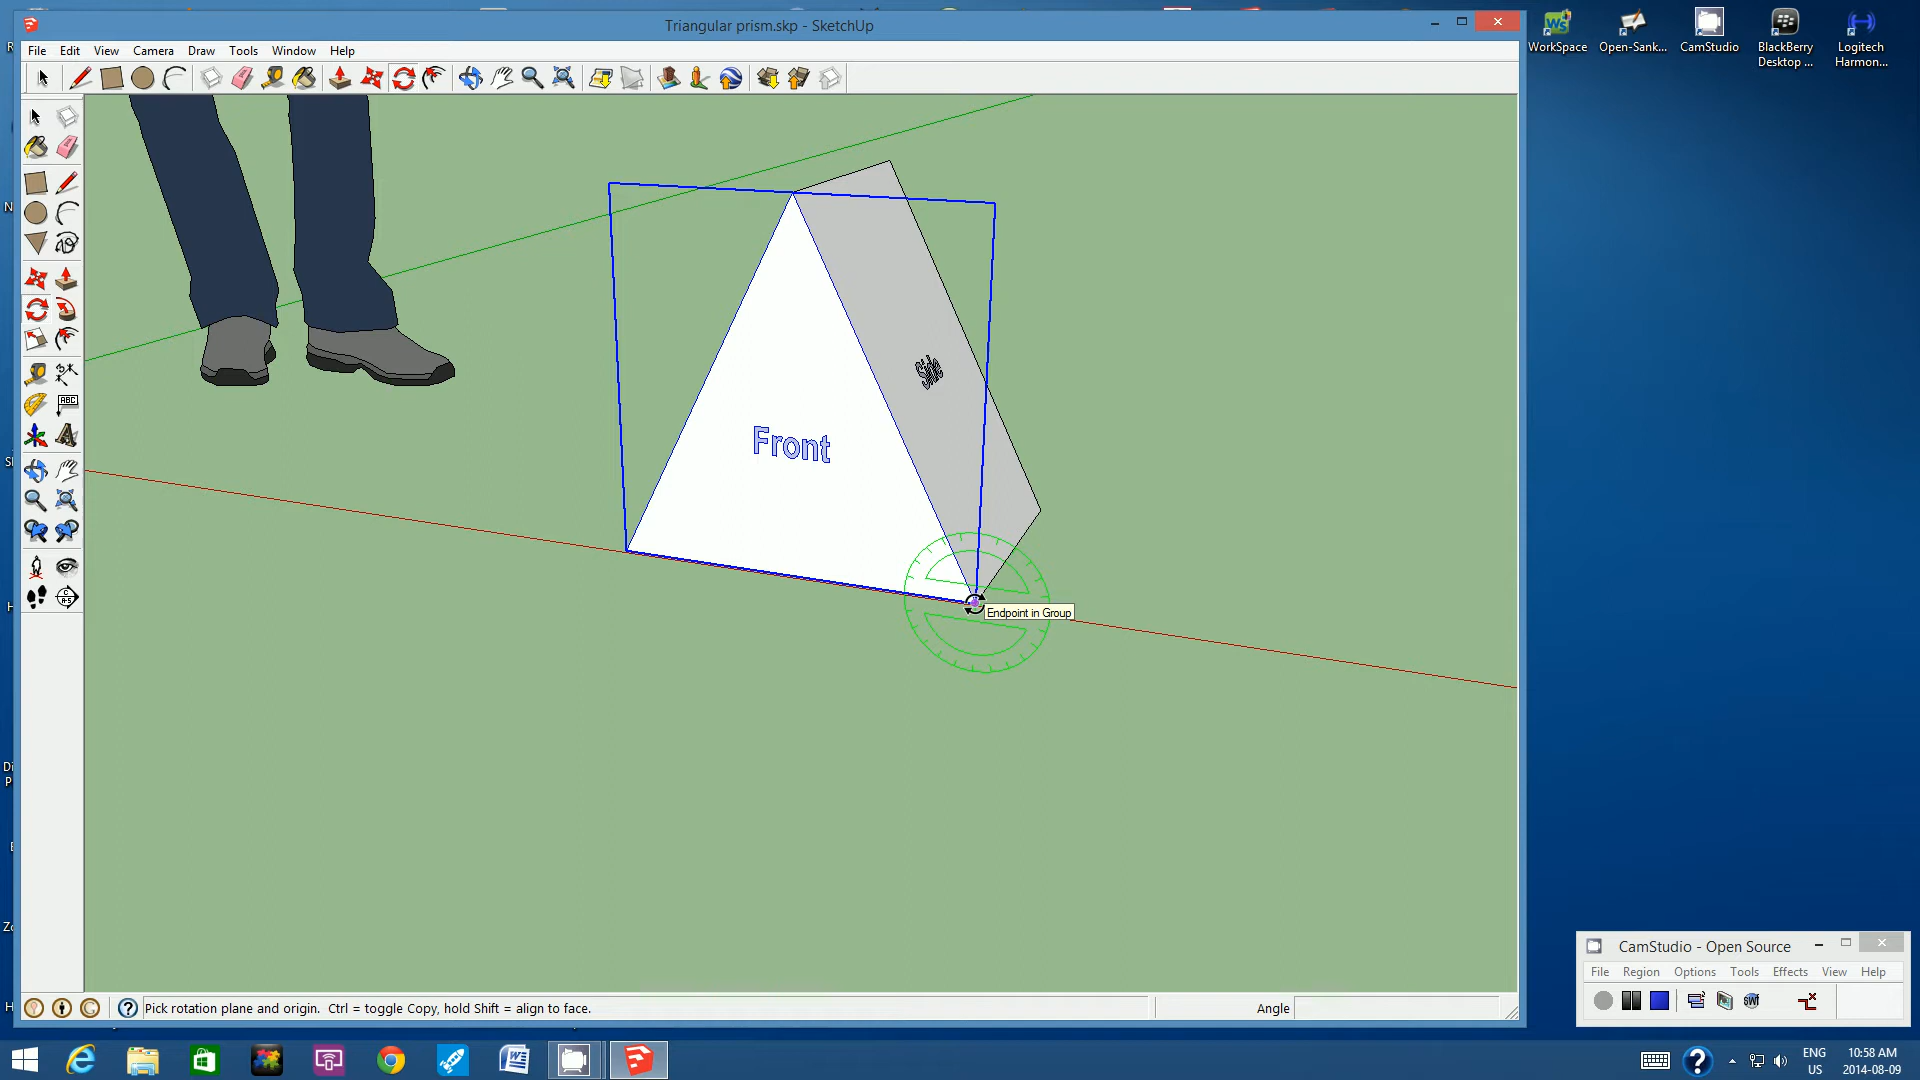 Triangular prism.skp - SketchUp
File Edit View Camera Draw Tools Window Help
WorkSpace
Open-Sank...
CamStudio
BlackBerry
Desktop ...
Logitech
Harmon...
Side
Front
ABC
Endpoint in Group
Pick rotation plane and origin. Ctrl = toggle Copy, hold Shift = align to face.
Angle
CamStudio - Open Source
File Region Options Tools Effects View Help
ENG
US
10:58 AM
2014-08-09